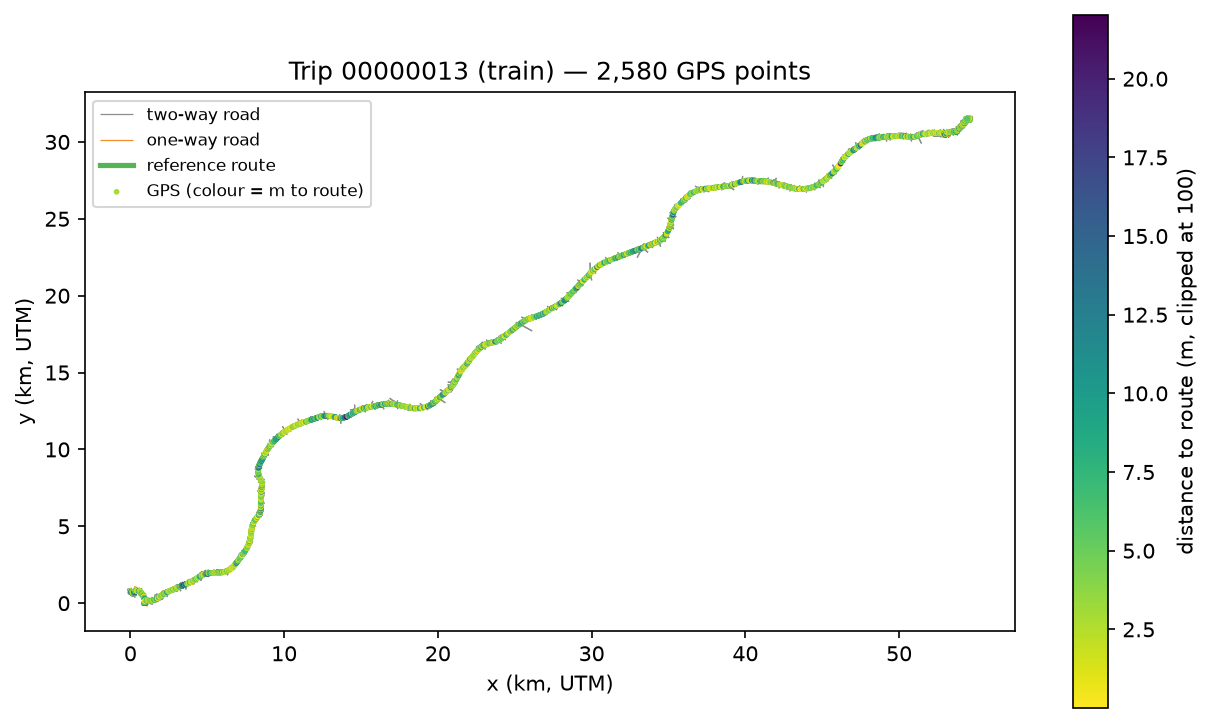 Trip 00000013 (train) — 2,580 GPS points
two-way road
one-way road
reference route
GPS (colour = m to route)
30
25
20
15
10
5
0
y (km, UTM)
0 10 20 30 40 50
x (km, UTM)
20.0
17.5
15.0
12.5
10.0
7.5
5.0
2.5
distance to route (m, clipped at 100)